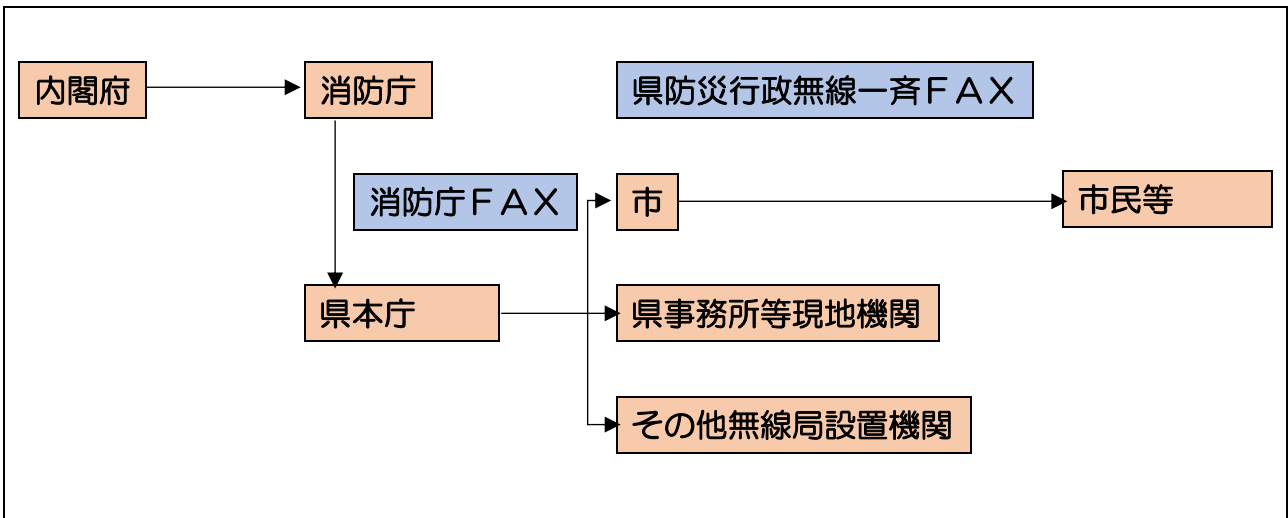 内閣府
消防庁
県防災行政無線一斉ＦＡＸ
消防庁ＦＡＸ
市
市民等
県本庁
県事務所等現地機関
その他無線局設置機関